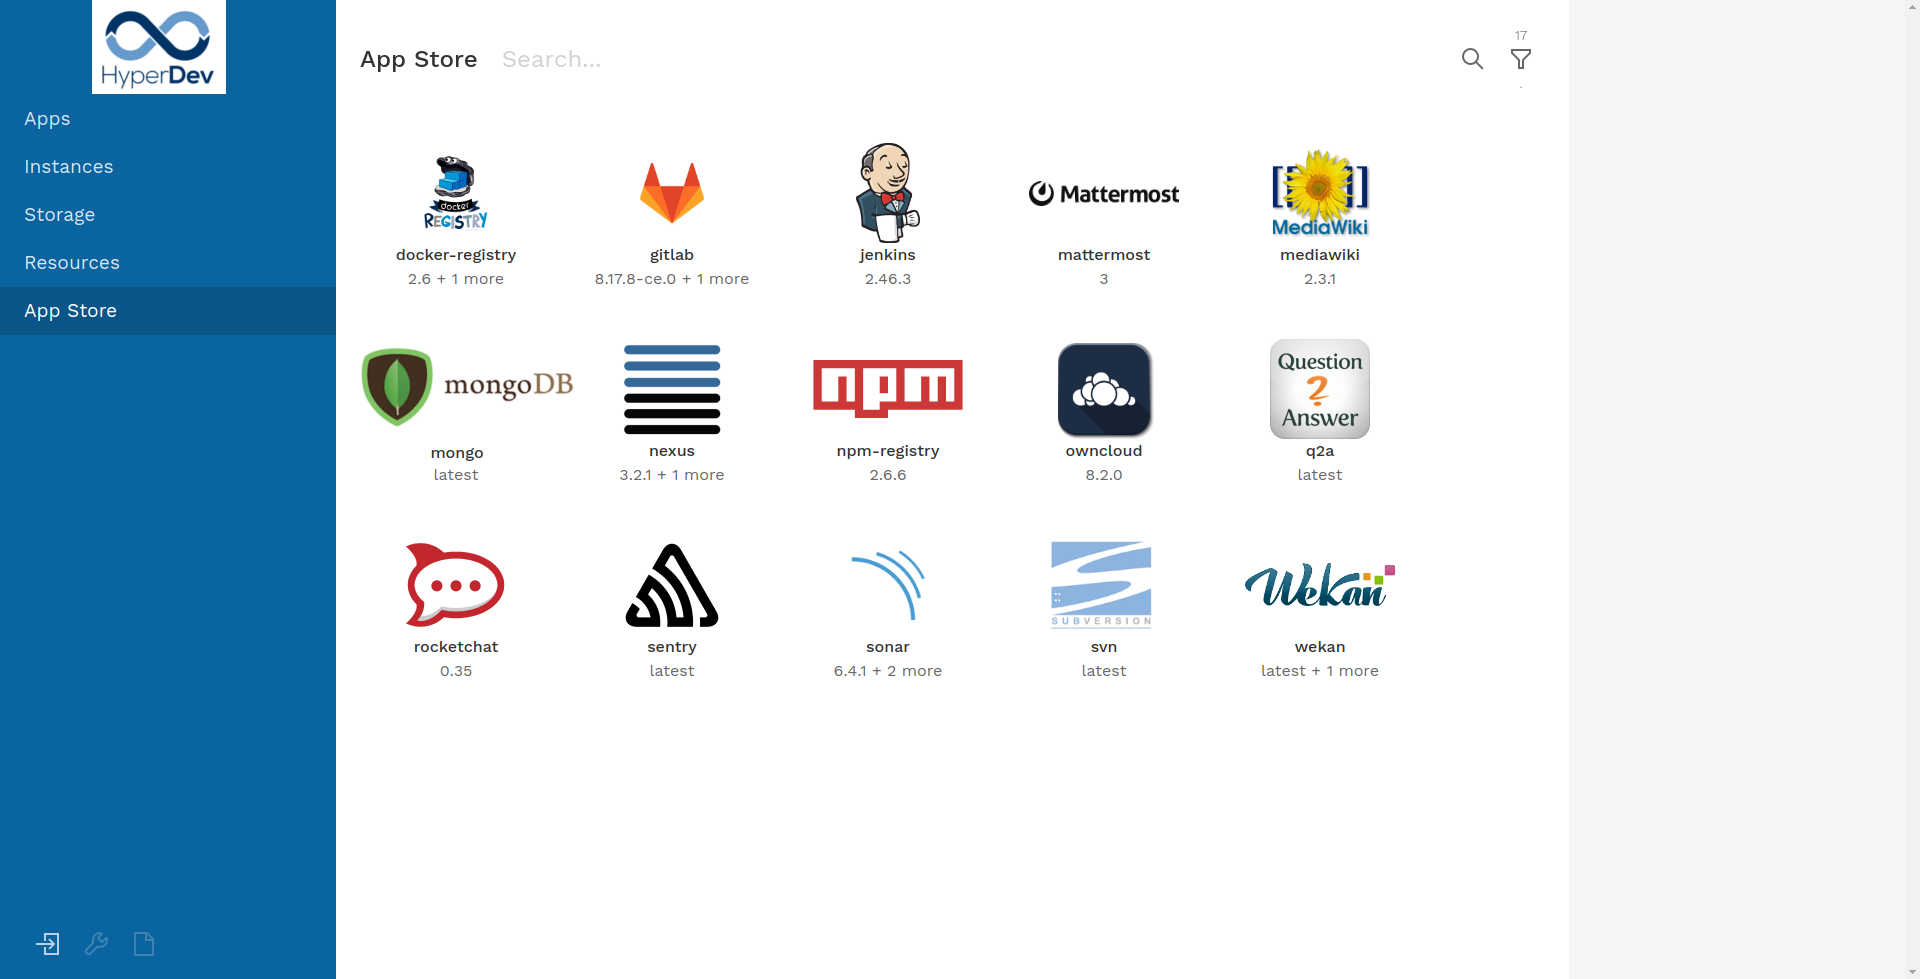 HyperDev
Apps
Instances
Storage
Resources
App Store
App Store
Search...
17
docker
REGISTRY
docker-registry
2.6 + 1 more
gitlab
8.17.8-ce.0 + 1 more
jenkins
2.46.3
Mattermost
mattermost
3
MediaWiki
mediawiki
2.3.1
mongoDB
mongo
latest
nexus
3.2.1 + 1 more
npm
npm-registry
2.6.6
owncloud
8.2.0
Question
?
Answer
q2a
latest
rocketchat
0.35
sentry
latest
sonar
6.4.1 + 2 more
SUBVERSION
svn
latest
Wekan
wekan
latest + 1 more